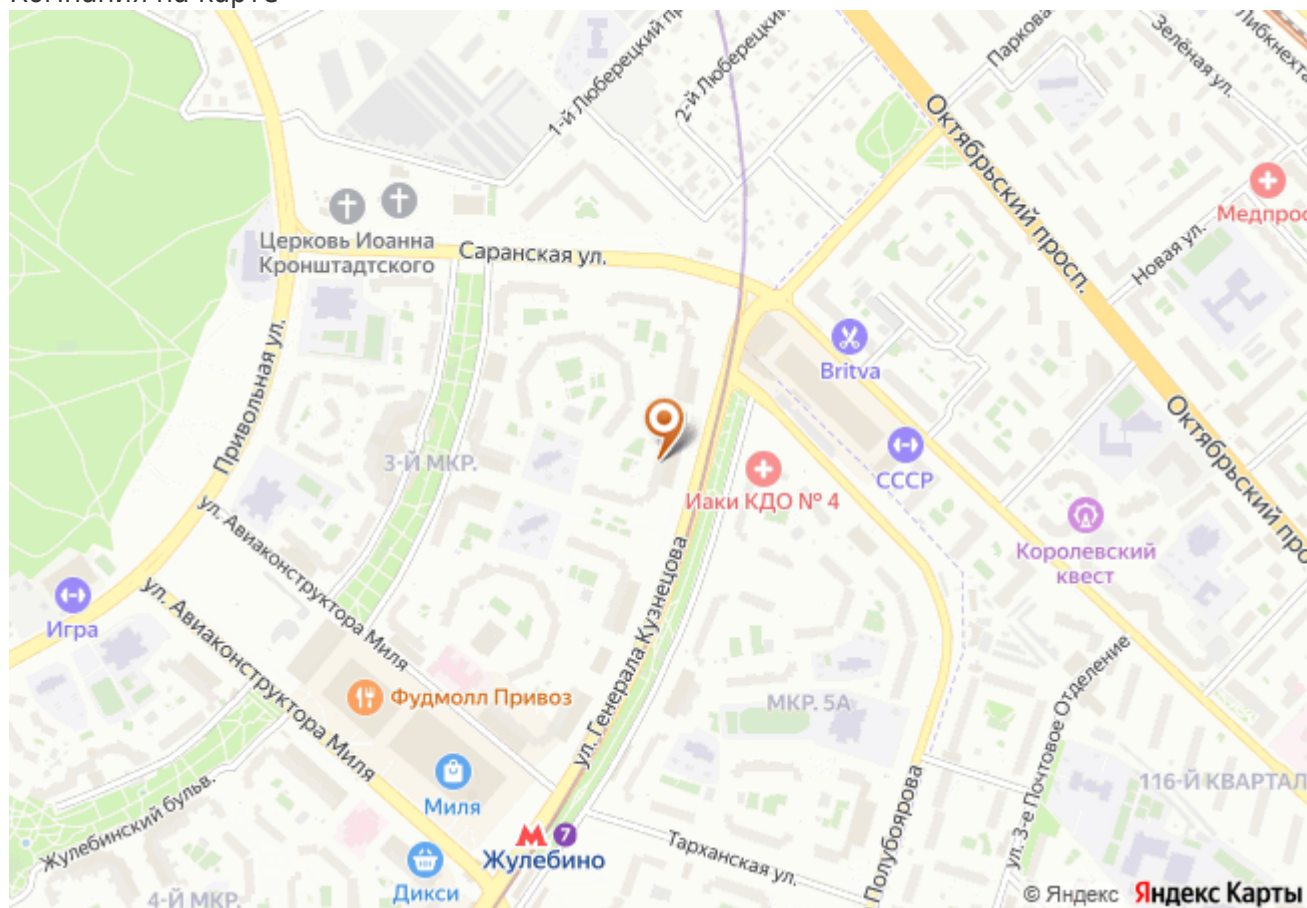 1-й Люберецкий пр
2-й Люберецкий
Паркова
Зелёная ул.
Либкнехта
Октябрьский просп.
Медпрос
Новая ул.
Церковь Иоанна
Кронштадтского
Саранская ул.
Britva
Привольная ул.
3-Й МКР.
Иаки КДО № 4
СССР
Октябрьский про
Королевский
квест
ул. Авиаконструктора Миля
Игра
ул. Авиаконструктора Миля
ул. Генерала Кузнецова
Фудмолл Привоз
МКР. 5А
ул. 3-е Почтовое Отделение
116-Й КВАРТАЛ
Миля
Жулебинский бульв.
7
Жулебино
Тарханская ул.
Полубоярова
4-Й МКР.
Дикси
© Яндекс Яндекс Карты